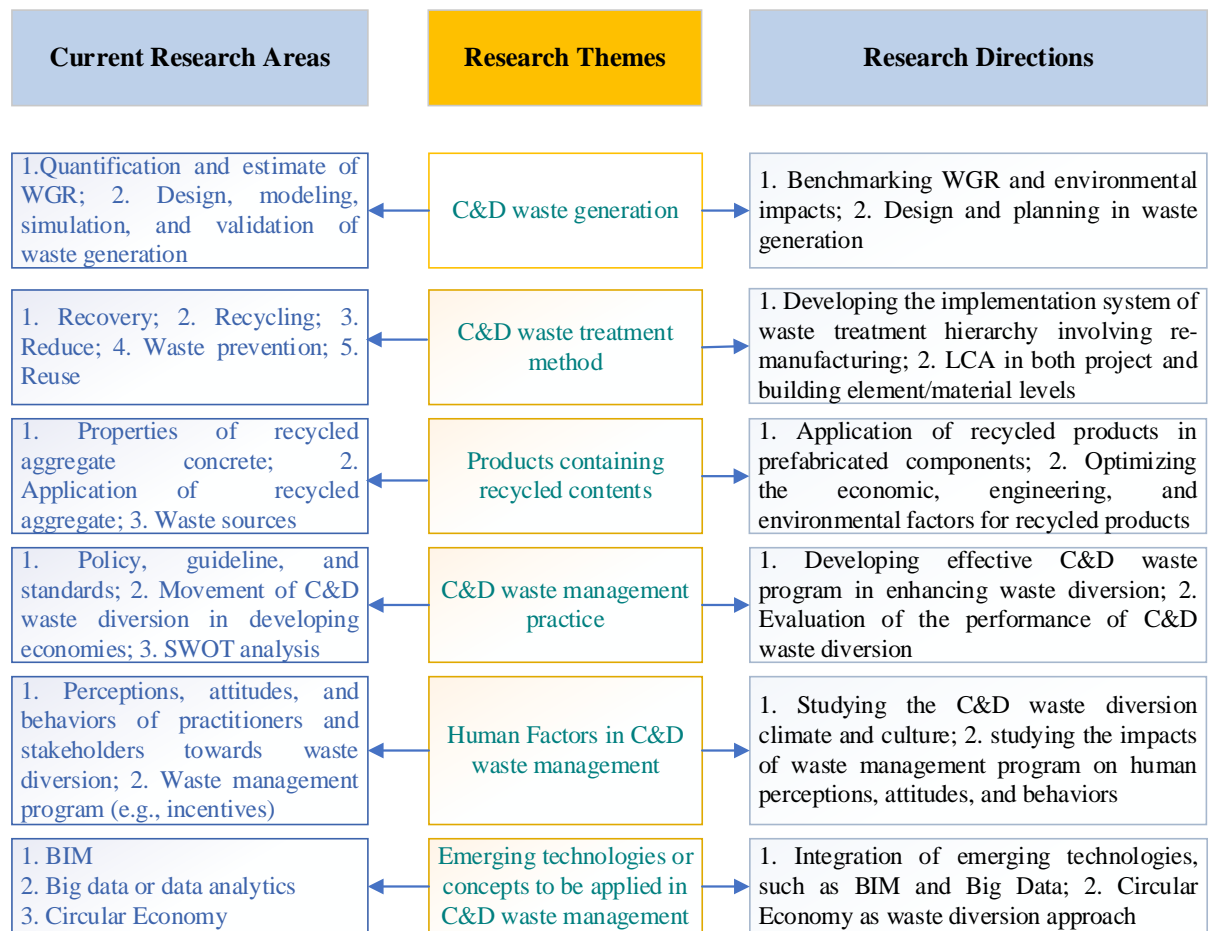 Current Research Areas
Research Themes
Research Directions
1.Quantification and estimate of
WGR; 2. Design, modeling,
simulation, and validation of
waste generation
C&D waste generation
1. Benchmarking WGR and environmental
impacts; 2. Design and planning in waste
generation
1. Recovery; 2. Recycling; 3.
Reduce; 4. Waste prevention; 5.
Reuse
C&D waste treatment
method
1. Developing the implementation system of
waste treatment hierarchy involving re-
manufacturing; 2. LCA in both project and
building element/material levels
1. Properties of recycled
aggregate concrete; 2.
Application of recycled
aggregate; 3. Waste sources
Products containing
recycled contents
1. Application of recycled products in
prefabricated components; 2. Optimizing
the economic, engineering, and
environmental factors for recycled products
1. Policy, guideline, and
standards; 2. Movement of C&D
waste diversion in developing
economies; 3. SWOT analysis
C&D waste management
practice
1. Developing effective C&D waste
program in enhancing waste diversion; 2.
Evaluation of the performance of C&D
waste diversion
1. Perceptions, attitudes, and
behaviors of practitioners and
stakeholders towards waste
diversion; 2. Waste management
program (e.g., incentives)
Human Factors in C&D
waste management
1. Studying the C&D waste diversion
climate and culture; 2. studying the impacts
of waste management program on human
perceptions, attitudes, and behaviors
1. BIM
2. Big data or data analytics
3. Circular Economy
Emerging technologies or
concepts to be applied in
C&D waste management
1. Integration of emerging technologies,
such as BIM and Big Data; 2. Circular
Economy as waste diversion approach